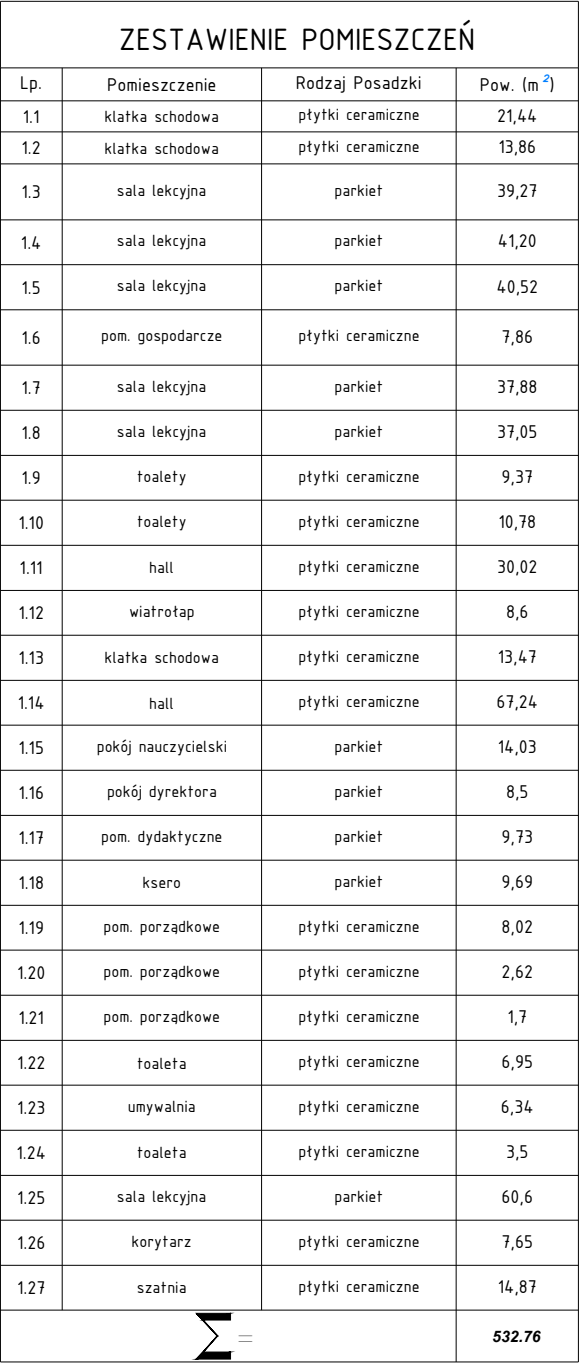 ZESTAWIENIE POMIESZCZEŃ
Lp. Pomieszczenie Rodzaj Posadzki Pow. (m²)
1.1 klatka schodowa płytki ceramiczne 21,44
1.2 klatka schodowa płytki ceramiczne 13,86
1.3 sala lekcyjna parkiet 39,27
1.4 sala lekcyjna parkiet 41,20
1.5 sala lekcyjna parkiet 40,52
1.6 pom. gospodarcze płytki ceramiczne 7,86
1.7 sala lekcyjna parkiet 37,88
1.8 sala lekcyjna parkiet 37,05
1.9 toalety płytki ceramiczne 9,37
1.10 toalety płytki ceramiczne 10,78
1.11 hall płytki ceramiczne 30,02
1.12 wiatrołap płytki ceramiczne 8,6
1.13 klatka schodowa płytki ceramiczne 13,47
1.14 hall płytki ceramiczne 67,24
1.15 pokój nauczycielski parkiet 14,03
1.16 pokój dyrektora parkiet 8,5
1.17 pom. dydaktyczne parkiet 9,73
1.18 ksero parkiet 9,69
1.19 pom. porządkowe płytki ceramiczne 8,02
1.20 pom. porządkowe płytki ceramiczne 2,62
1.21 pom. porządkowe płytki ceramiczne 1,7
1.22 toaleta płytki ceramiczne 6,95
1.23 umywalnia płytki ceramiczne 6,34
1.24 toaleta płytki ceramiczne 3,5
1.25 sala lekcyjna parkiet 60,6
1.26 korytarz płytki ceramiczne 7,65
1.27 szatnia płytki ceramiczne 14,87
∑ = 532.76